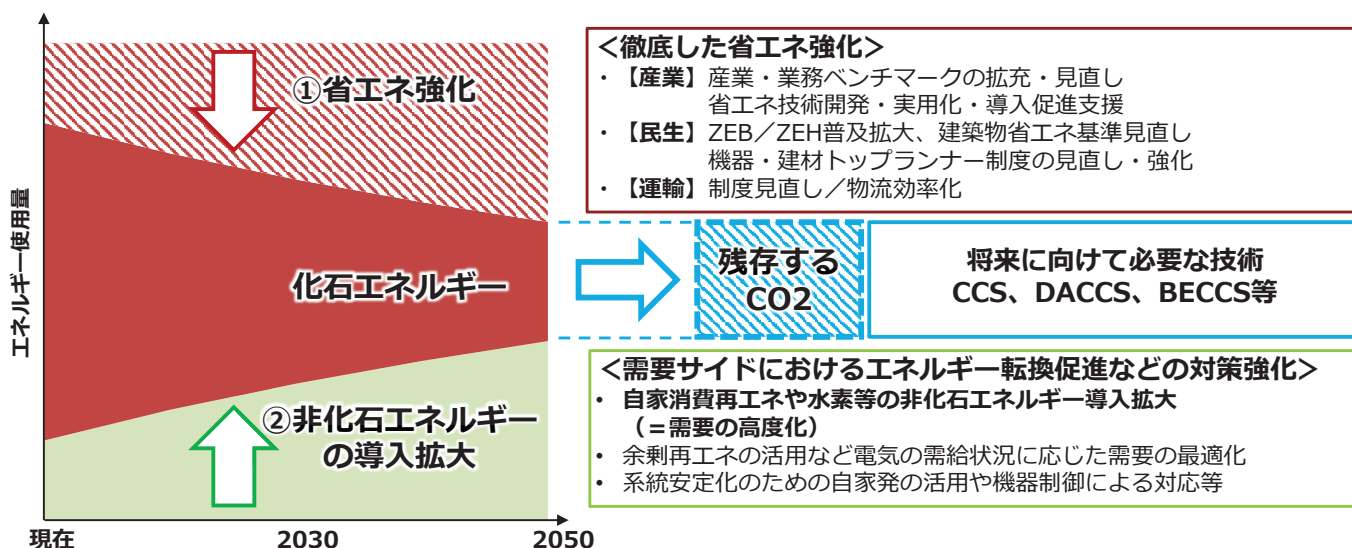 エネルギー使用量
①省エネ強化
化石エネルギー
②非化石エネルギー
の導入拡大
現在
2030
2050
＜徹底した省エネ強化＞
・【産業】産業・業務ベンチマークの拡充・見直し
省エネ技術開発・実用化・導入促進支援
・【民生】ZEB／ZEH普及拡大、建築物省エネ基準見直し
機器・建材トップランナー制度の見直し・強化
・【運輸】制度見直し／物流効率化
残存する
CO2
将来に向けて必要な技術
CCS、DACCS、BECCS等
＜需要サイドにおけるエネルギー転換促進などの対策強化＞
• 自家消費再エネや水素等の非化石エネルギー導入拡大
（＝需要の高度化）
• 余剰再エネの活用など電気の需給状況に応じた需要の最適化
• 系統安定化のための自家発の活用や機器制御による対応等